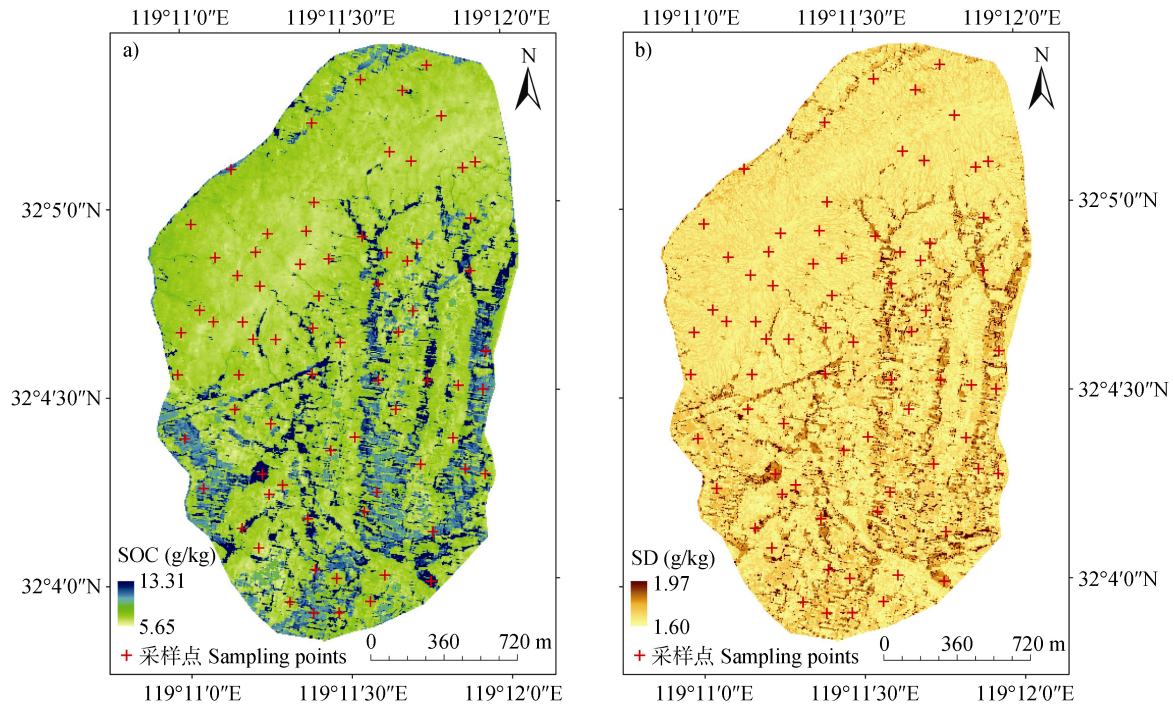 119°11′0″E 119°11′30″E 119°12′0″E
a)
N
32°5′0″N
32°4′30″N
32°4′0″N
SOC (g/kg)
13.31
5.65
采样点 Sampling points
0 360 720 m
119°11′0″E 119°11′30″E 119°12′0″E
119°11′0″E 119°11′30″E 119°12′0″E
b)
N
32°5′0″N
32°4′30″N
32°4′0″N
SD (g/kg)
1.97
1.60
采样点 Sampling points
0 360 720 m
119°11′0″E 119°11′30″E 119°12′0″E